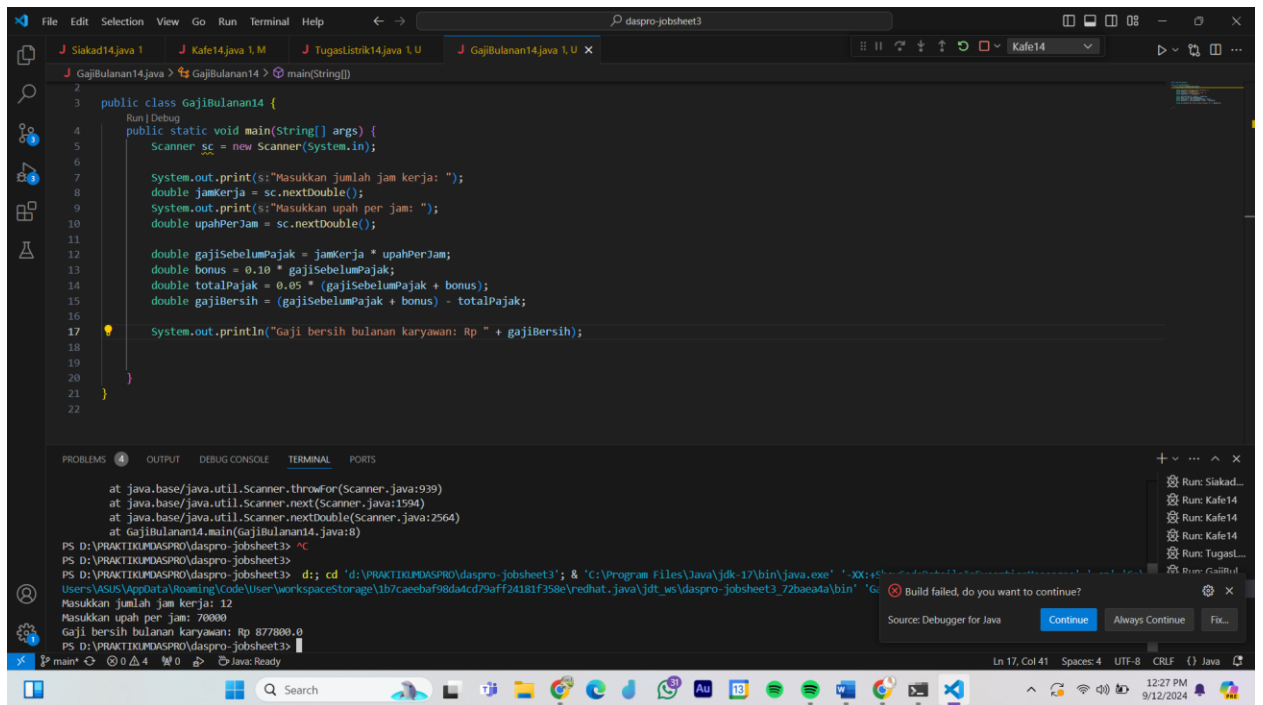 File Edit Selection View Go Run Terminal Help
daspro-jobsheet3
Siakad14.java 1
Kafe14.java 1, M
TugasListrik14.java 1, U
GajiBulanan14.java 1, U
Kafe14
GajiBulanan14.java > GajiBulanan14 > main(String[])
2
3 public class GajiBulanan14 {
Run | Debug
4 public static void main(String[] args) {
5 Scanner sc = new Scanner(System.in);
6
7 System.out.print(s:"Masukkan jumlah jam kerja: ");
8 double jamKerja = sc.nextDouble();
9 System.out.print(s:"Masukkan upah per jam: ");
10 double upahPerJam = sc.nextDouble();
11
12 double gajiSebelumPajak = jamKerja * upahPerJam;
13 double bonus = 0.10 * gajiSebelumPajak;
14 double totalPajak = 0.05 * (gajiSebelumPajak + bonus);
15 double gajiBersih = (gajiSebelumPajak + bonus) - totalPajak;
16
17 System.out.println("Gaji bersih bulanan karyawan: Rp " + gajiBersih);
18
19
20 }
21 }
22
PROBLEMS 4 OUTPUT DEBUG CONSOLE TERMINAL PORTS
at java.base/java.util.Scanner.throwFor(Scanner.java:939)
at java.base/java.util.Scanner.next(Scanner.java:1594)
at java.base/java.util.Scanner.nextDouble(Scanner.java:2564)
at GajiBulanan14.main(GajiBulanan14.java:8)
PS D:\PRAKTIKUMDASPRO\daspro-jobsheet3> ^C
PS D:\PRAKTIKUMDASPRO\daspro-jobsheet3>
PS D:\PRAKTIKUMDASPRO\daspro-jobsheet3> d:; cd 'd:\PRAKTIKUMDASPRO\daspro-jobsheet3'; & 'C:\Program Files\Java\jdk-17\bin\java.exe'
Users\ASUS\AppData\Roaming\Code\User\workspaceStorage\1b7caeebaf98da4cd79aff24181f358e\redhat.java\jdt_ws\daspro-jobsheet3_72baea4a\bin' 'Ga
Masukkan jumlah jam kerja: 12
Masukkan upah per jam: 70000
Gaji bersih bulanan karyawan: Rp 877800.0
PS D:\PRAKTIKUMDASPRO\daspro-jobsheet3>
Run: Siakad...
Run: Kafe14
Run: Kafe14
Run: Kafe14
Run: TugasL...
Run: GajiBul...
Build failed, do you want to continue?
Source: Debugger for Java
Continue
Always Continue
Fix...
main* 0 4 0 Java: Ready
Ln 17, Col 41 Spaces: 4 UTF-8 CRLF {} Java
Search
12:27 PM
9/12/2024